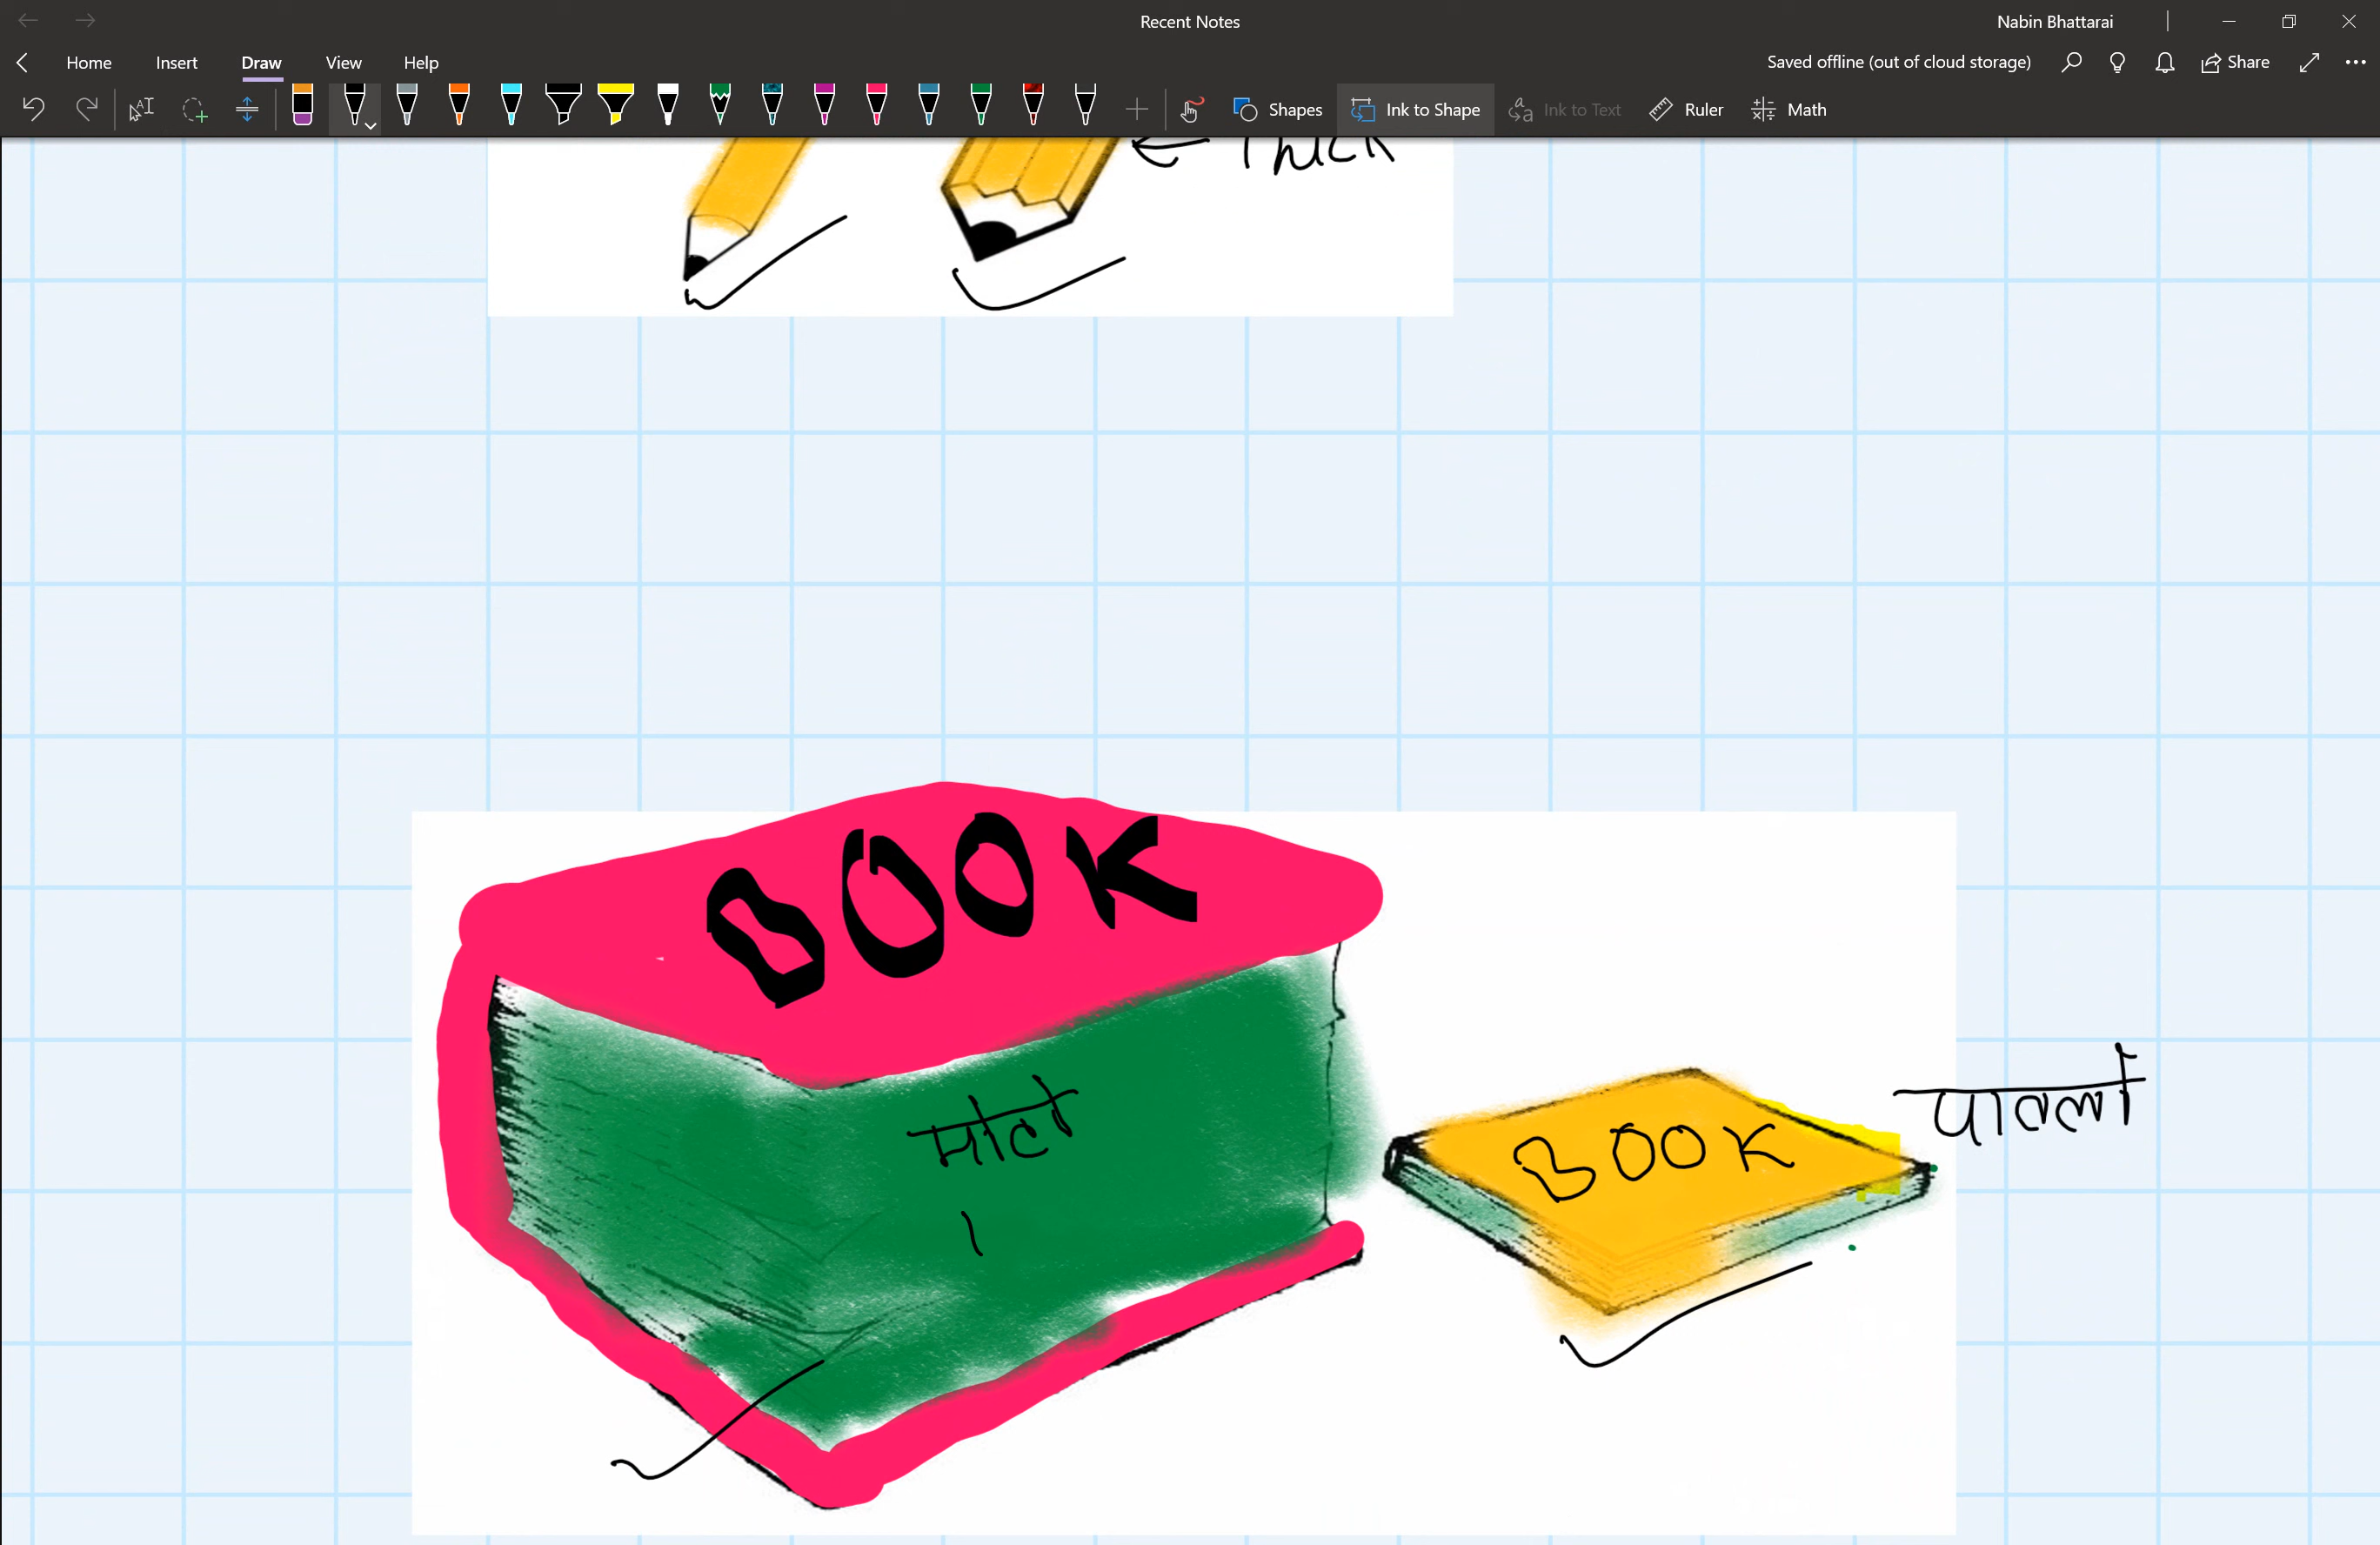 Recent Notes
Nabin Bhattarai
Home
Insert
Draw
View
Help
Saved offline (out of cloud storage)
Share
Shapes
Ink to Shape
Ink to Text
Ruler
Math
Thick
BOOK
मोटो
BOOK
पातलो